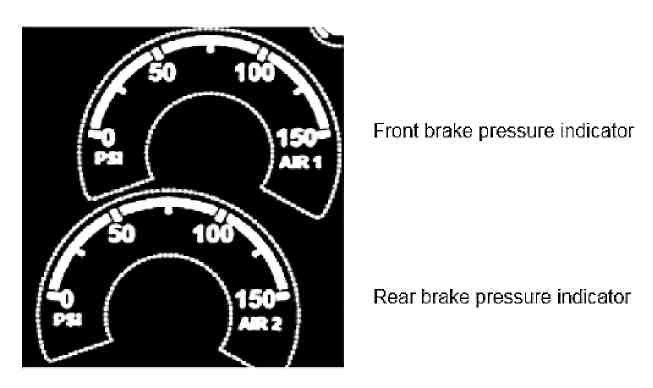 50 100
0 150
PSI AIR 1
Front brake pressure indicator
50 100
0 150
PSI AIR 2
Rear brake pressure indicator